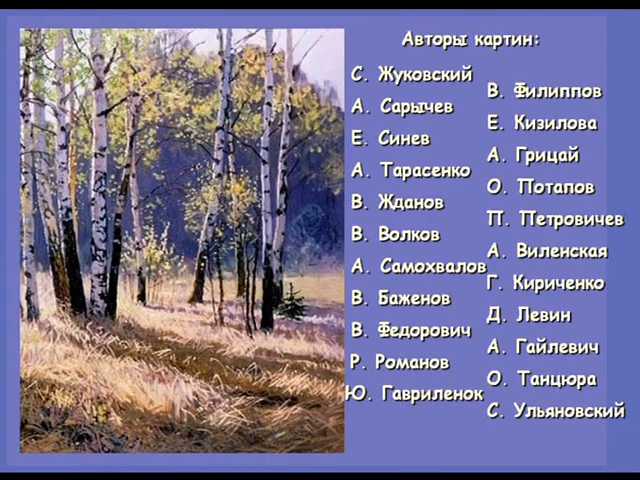 Авторы картин:
С. Жуковский
А. Сарычев
Е. Синев
А. Тарасенко
В. Жданов
В. Волков
А. Самохвалов
В. Баженов
В. Федорович
Р. Романов
Ю. Гавриленок
В. Филиппов
Е. Кизилова
А. Грицай
О. Потапов
П. Петровичев
А. Виленская
Г. Кириченко
Д. Левин
А. Гайлевич
О. Танцюра
С. Ульяновский